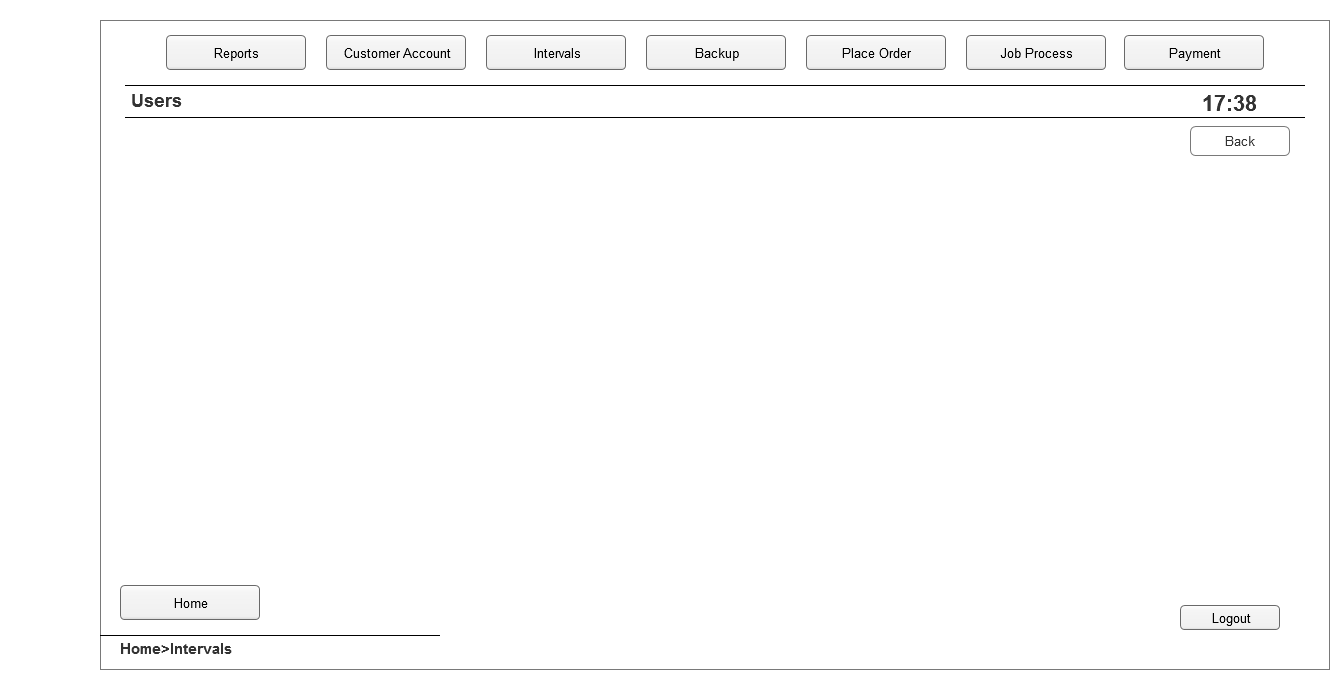 Reports
Customer Account
Intervals
Backup
Place Order
Job Process
Payment
Users
17:38
Back
Home
Logout
Home>Intervals